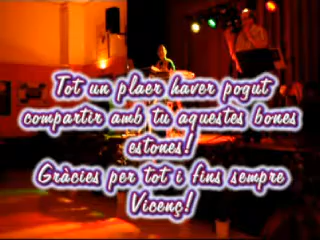 Tot un plaer haver pogut
compartir amb tu aquestes bones
estones!
Gràcies per tot i fins sempre
Vicenç!